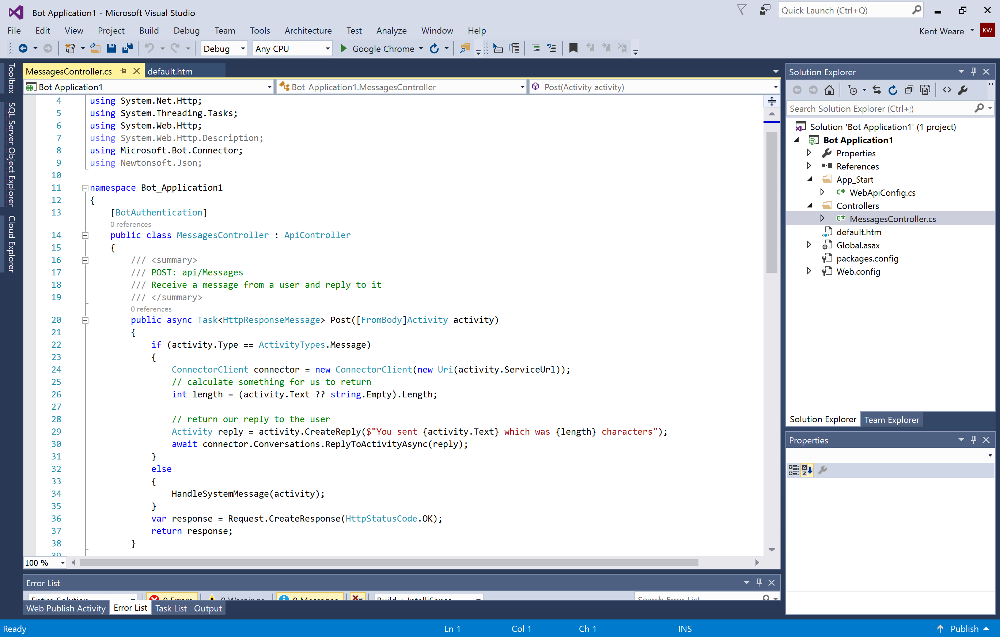 Bot Application1 - Microsoft Visual Studio
Quick Launch (Ctrl+Q)
File Edit View Project Build Debug Team Tools Architecture Test Analyze Window Help
Kent Weare KW
Debug Any CPU Google Chrome
Toolbox
SQL Server Object Explorer
Cloud Explorer
MessagesController.cs default.htm
Bot Application1 Bot_Application1.MessagesController Post(Activity activity)
4 using System.Net.Http;
5 using System.Threading.Tasks;
6 using System.Web.Http;
7 using System.Web.Http.Description;
8 using Microsoft.Bot.Connector;
9 using Newtonsoft.Json;
10
11 namespace Bot_Application1
12 {
13 [BotAuthentication]
0 references
14 public class MessagesController : ApiController
15 {
16 /// <summary>
17 /// POST: api/Messages
18 /// Receive a message from a user and reply to it
19 /// </summary>
0 references
20 public async Task<HttpResponseMessage> Post([FromBody]Activity activity)
21 {
22 if (activity.Type == ActivityTypes.Message)
23 {
24 ConnectorClient connector = new ConnectorClient(new Uri(activity.ServiceUrl));
25 // calculate something for us to return
26 int length = (activity.Text ?? string.Empty).Length;
27
28 // return our reply to the user
29 Activity reply = activity.CreateReply($"You sent {activity.Text} which was {length} characters");
30 await connector.Conversations.ReplyToActivityAsync(reply);
31 }
32 else
33 {
34 HandleSystemMessage(activity);
35 }
36 var response = Request.CreateResponse(HttpStatusCode.OK);
37 return response;
38 }
39
100 %
Error List
Entire Solution 0 Errors 0 Warnings 0 Messages Build + IntelliSense Search Error List
Web Publish Activity Error List Task List Output
Solution Explorer
Search Solution Explorer (Ctrl+;)
Solution 'Bot Application1' (1 project)
Bot Application1
Properties
References
App_Start
C# WebApiConfig.cs
Controllers
C# MessagesController.cs
default.htm
Global.asax
packages.config
Web.config
Solution Explorer Team Explorer
Properties
Ready Ln 1 Col 1 Ch 1 INS Publish